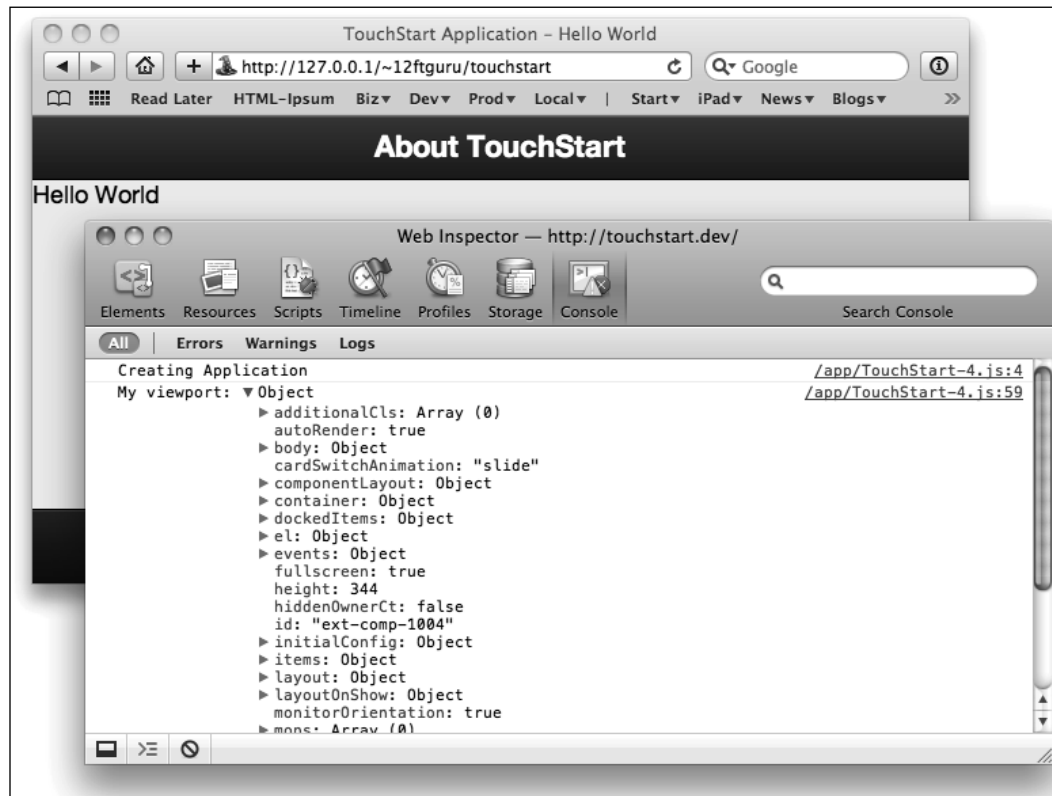 TouchStart Application – Hello World
http://127.0.0.1/~12ftguru/touchstart
Google
Read Later HTML-Ipsum Biz▾ Dev▾ Prod▾ Local▾ | Start▾ iPad▾ News▾ Blogs▾ >>
About TouchStart
Hello World
Web Inspector — http://touchstart.dev/
Elements Resources Scripts Timeline Profiles Storage Console Search Console
All Errors Warnings Logs
Creating Application /app/TouchStart-4.js:4
My viewport: ▼Object /app/TouchStart-4.js:59
▶additionalCls: Array (0)
autoRender: true
▶body: Object
cardSwitchAnimation: "slide"
▶componentLayout: Object
▶container: Object
▶dockedItems: Object
▶el: Object
▶events: Object
fullscreen: true
height: 344
hiddenOwnerCt: false
id: "ext-comp-1004"
▶initialConfig: Object
▶items: Object
▶layout: Object
▶layoutOnShow: Object
monitorOrientation: true
▶mons: Array (0)